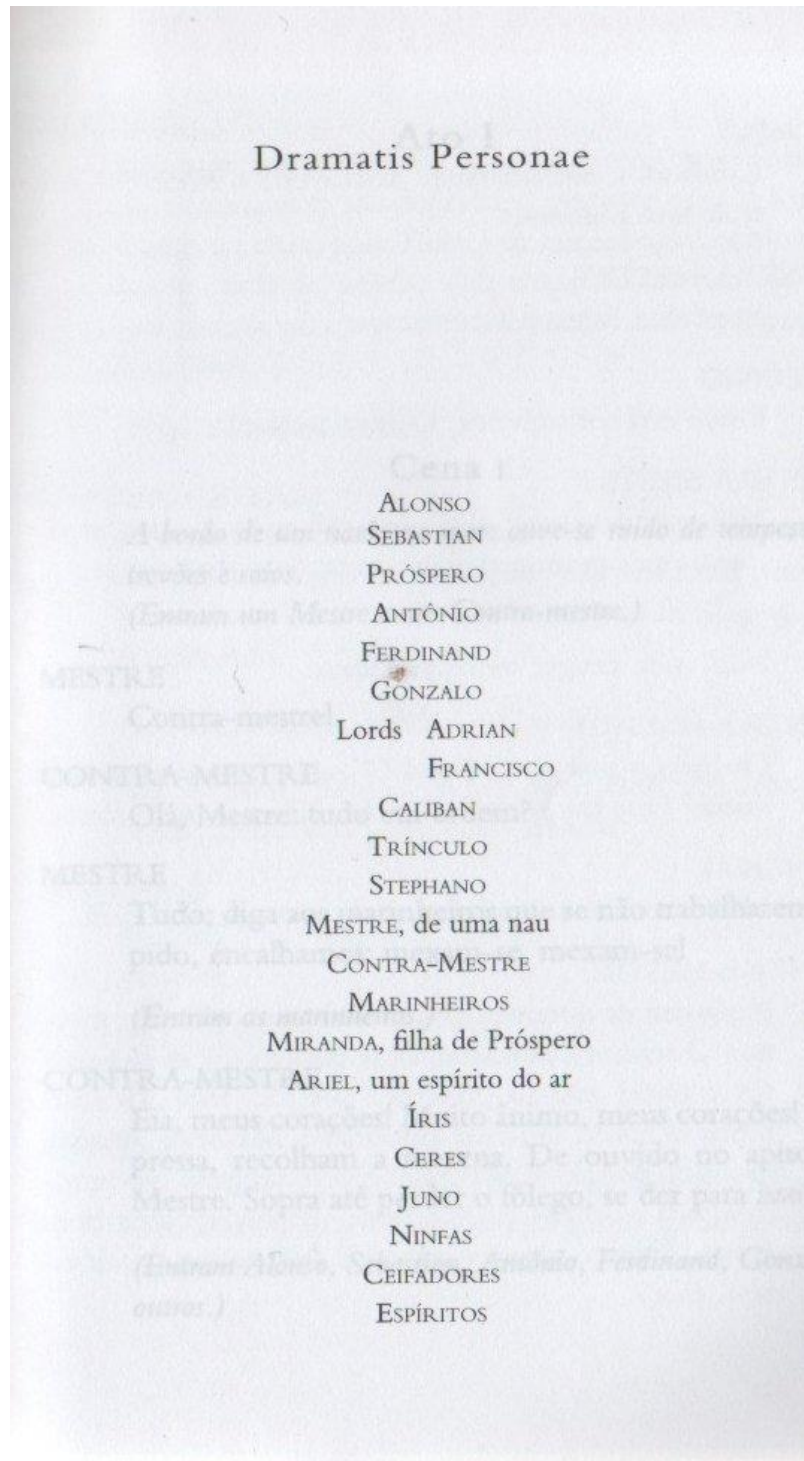 Dramatis Personae
ALONSO
SEBASTIAN
PRÓSPERO
ANTÔNIO
FERDINAND
GONZALO
Lords ADRIAN
FRANCISCO
CALIBAN
TRÍNCULO
STEPHANO
MESTRE, de uma nau
CONTRA-MESTRE
MARINHEIROS
MIRANDA, filha de Próspero
ARIEL, um espírito do ar
ÍRIS
CERES
JUNO
NINFAS
CEIFADORES
ESPÍRITOS